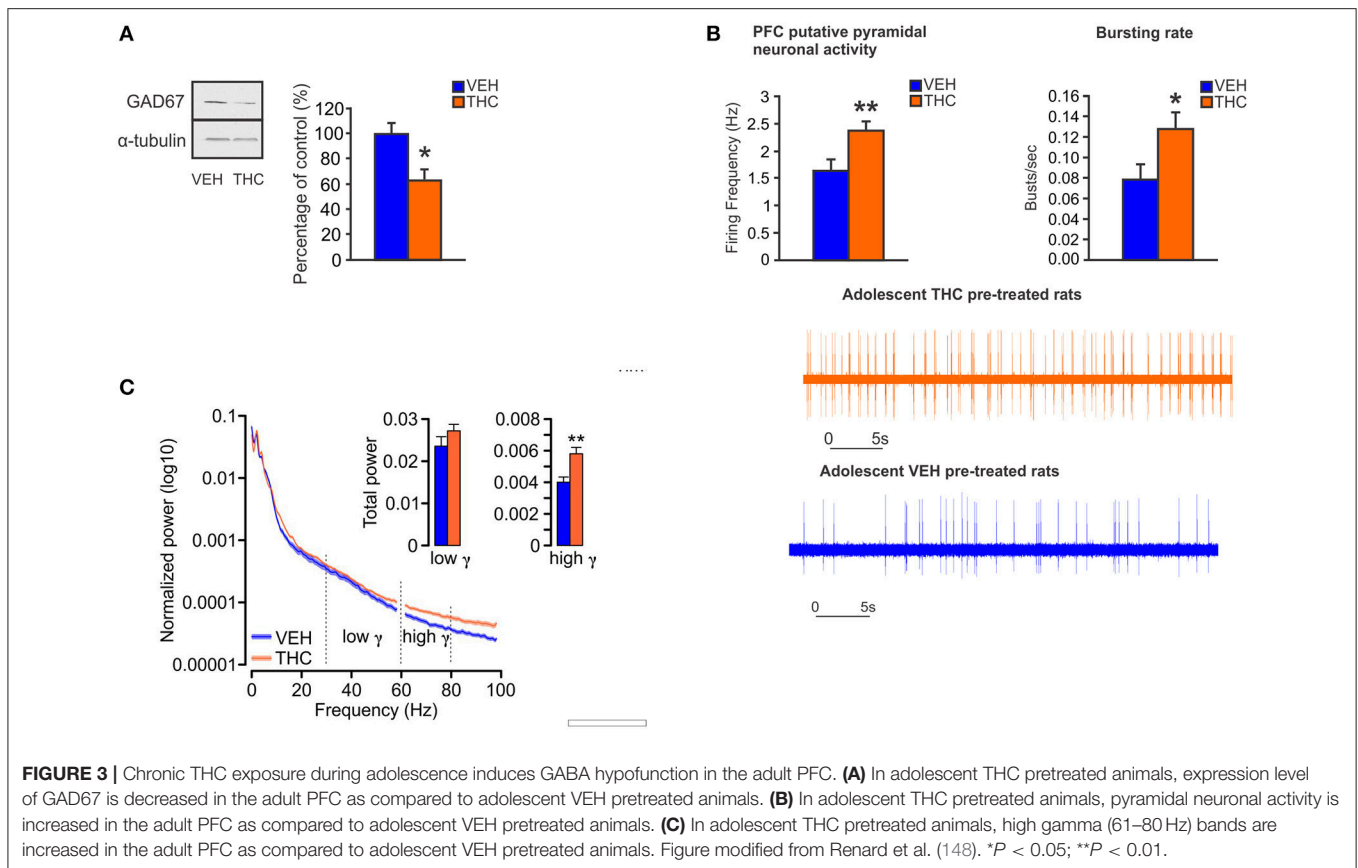 A
GAD67
α-tubulin
VEH THC
VEH
THC
Percentage of control (%)
120
100
80
60
40
20
0
*
B
PFC putative pyramidal
neuronal activity
VEH
THC
Firing Frequency (Hz)
3
2.5
2
1.5
1
0.5
0
**
Bursting rate
VEH
THC
Busts/sec
0.16
0.14
0.12
0.10
0.08
0.06
0.04
0.02
0.00
*
Adolescent THC pre-treated rats
0 5s
Adolescent VEH pre-treated rats
0 5s
C
Normalized power (log10)
0.1
0.01
0.001
0.0001
0.00001
VEH
THC
low γ
high γ
0 20 40 60 80 100
Frequency (Hz)
Total power
0.03
0.02
0.01
0
low γ
0.008
0.006
0.004
0.002
0
**
high γ
FIGURE 3 | Chronic THC exposure during adolescence induces GABA hypofunction in the adult PFC. (A) In adolescent THC pretreated animals, expression level
of GAD67 is decreased in the adult PFC as compared to adolescent VEH pretreated animals. (B) In adolescent THC pretreated animals, pyramidal neuronal activity is
increased in the adult PFC as compared to adolescent VEH pretreated animals. (C) In adolescent THC pretreated animals, high gamma (61–80 Hz) bands are
increased in the adult PFC as compared to adolescent VEH pretreated animals. Figure modified from Renard et al. (148). *P < 0.05; **P < 0.01.